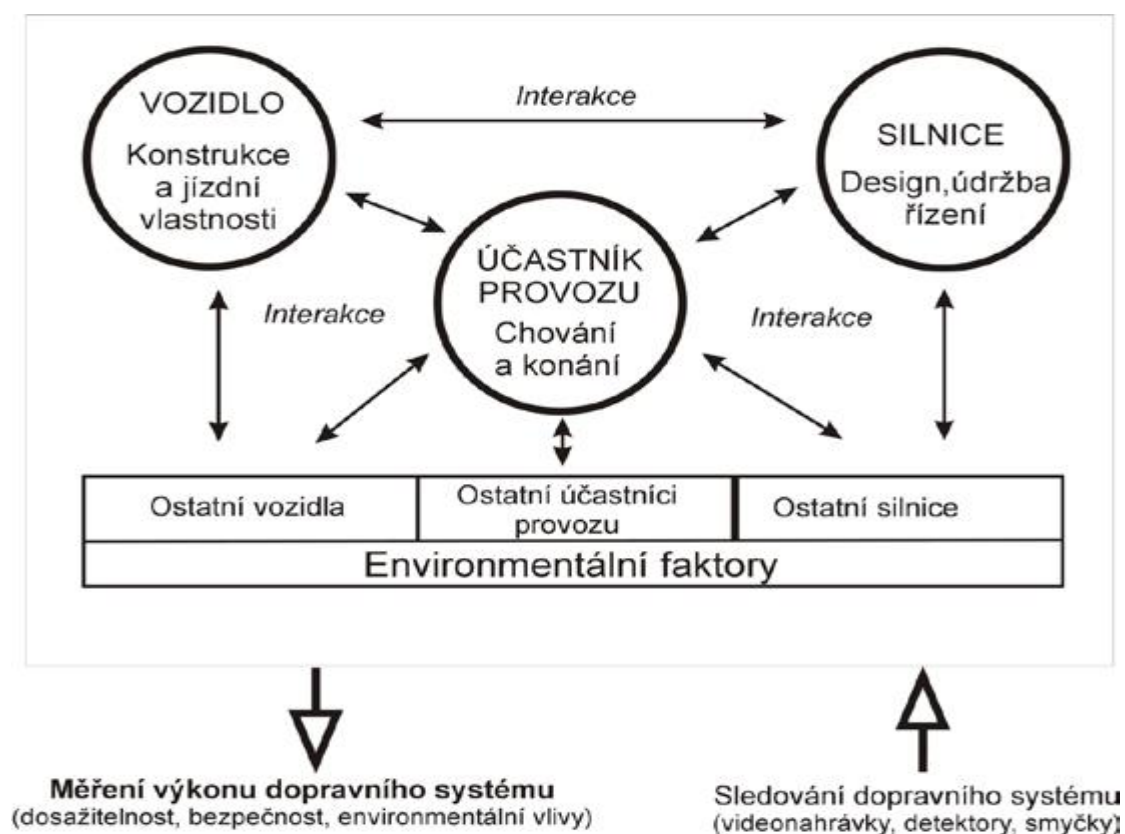 Interakce
VOZIDLO
Konstrukce
a jízdní
vlastnosti
SILNICE
Design,údržba
řízení
ÚČASTNÍK
PROVOZU
Chování
a konání
Interakce
Interakce
Ostatní vozidla
Ostatní účastníci
provozu
Ostatní silnice
Environmentální faktory
Měření výkonu dopravního systému
(dosažitelnost, bezpečnost, environmentální vlivy)
Sledování dopravního systému
(videonahrávky, detektory, smyčky)